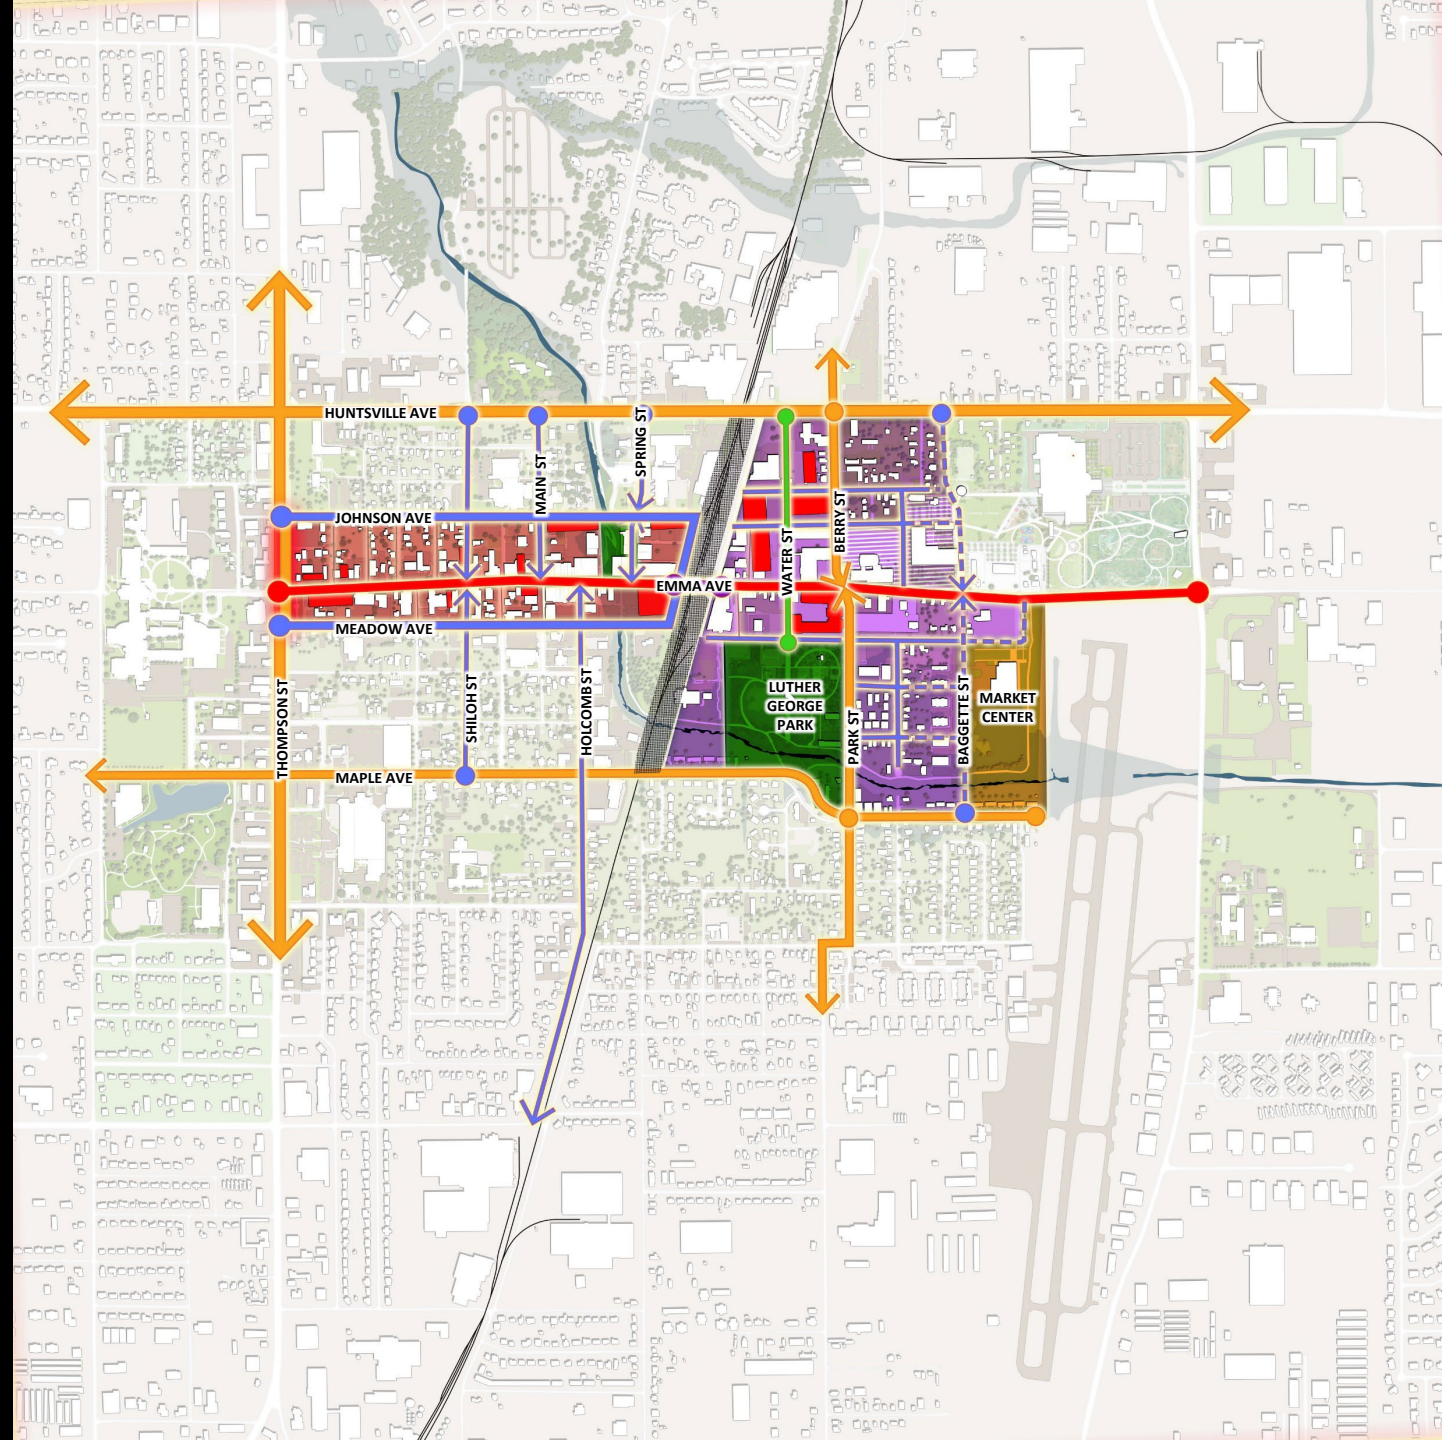 HUNTSVILLE AVE
SPRING ST
MAIN ST
JOHNSON AVE
BERRY ST
WATER ST
EMMA AVE
MEADOW AVE
THOMPSON ST
SHILOH ST
HOLCOMB ST
LUTHER
GEORGE
PARK
PARK ST
BAGGETTE ST
MARKET
CENTER
MAPLE AVE